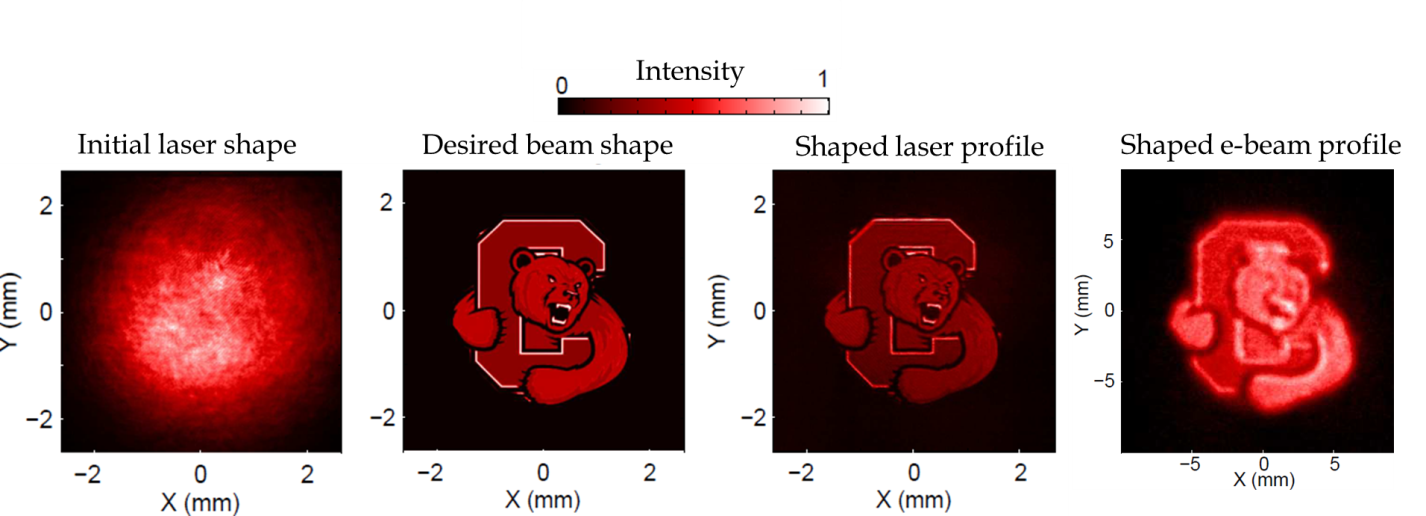 Intensity
0 1
Initial laser shape
Desired beam shape
Shaped laser profile
Shaped e-beam profile
2
0
−2
Y (mm)
−2 0 2
X (mm)
2
0
−2
−2 0 2
X (mm)
2
0
−2
Y (mm)
−2 0 2
X (mm)
5
0
−5
Y (mm)
−5 0 5
X (mm)